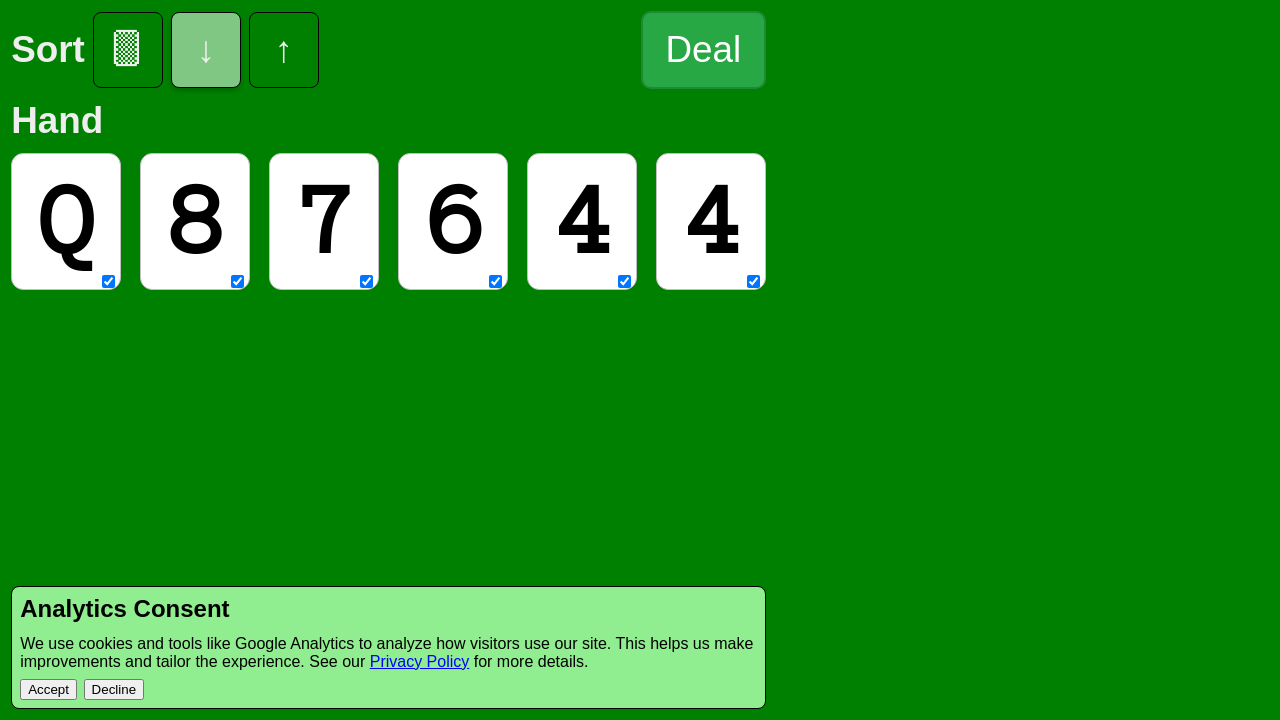 Sort 🂠 ↓ ↑ Deal
Hand
Q 8 7 6 4 4
Analytics Consent
We use cookies and tools like Google Analytics to analyze how visitors use our site. This helps us make
improvements and tailor the experience. See our Privacy Policy for more details.
Accept Decline